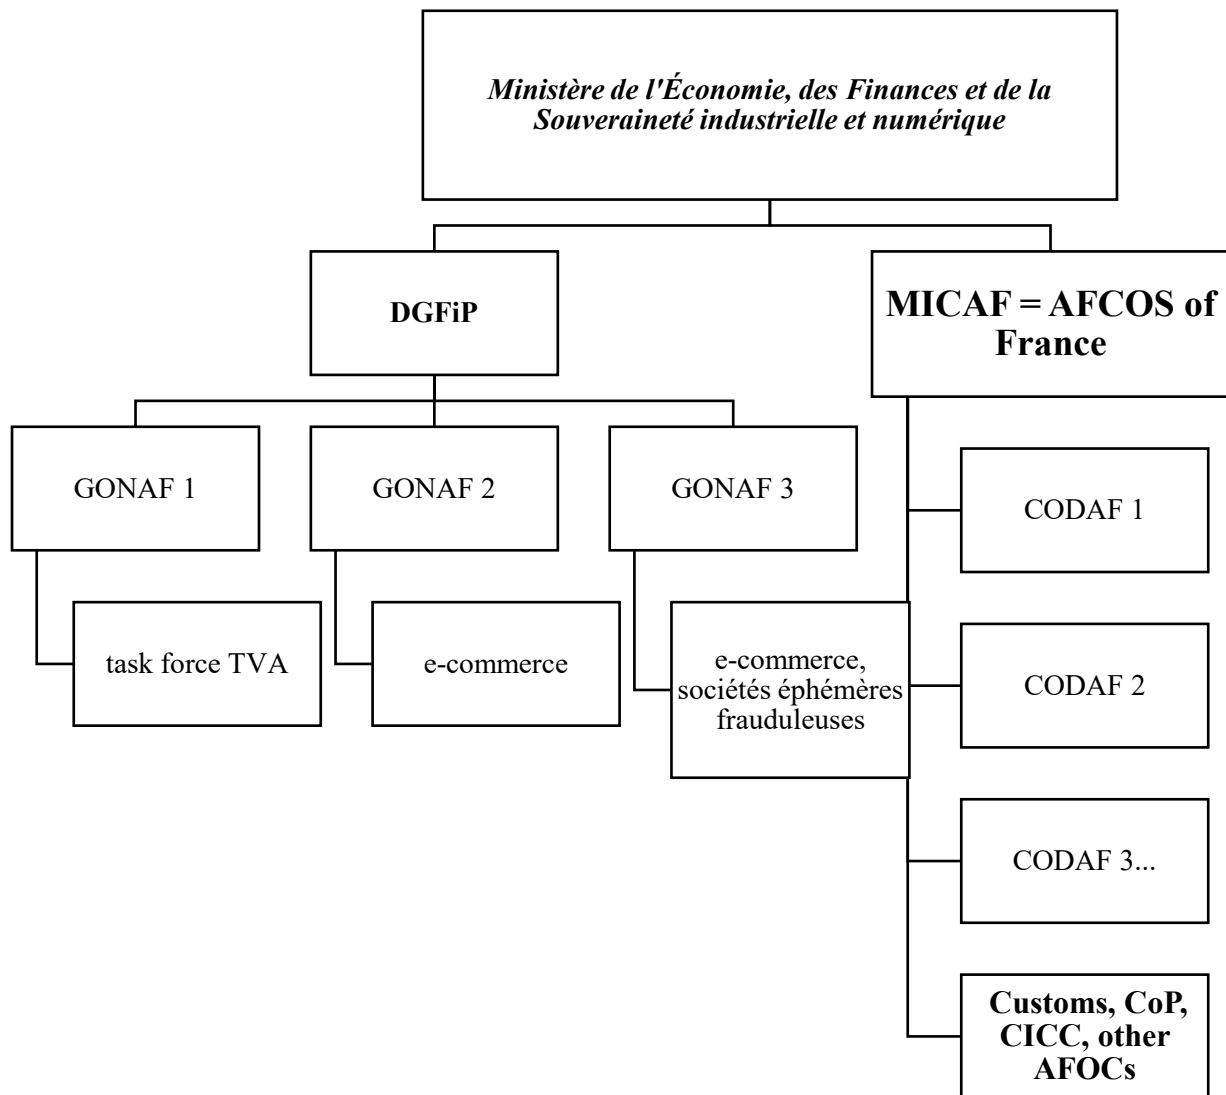 Ministère de l'Économie, des Finances et de la
Souveraineté industrielle et numérique
DGFiP
MICAF = AFCOS of
France
GONAF 1
GONAF 2
GONAF 3
task force TVA
e-commerce
e-commerce,
sociétés éphémères
frauduleuses
CODAF 1
CODAF 2
CODAF 3...
Customs, CoP,
CICC, other
AFOCs